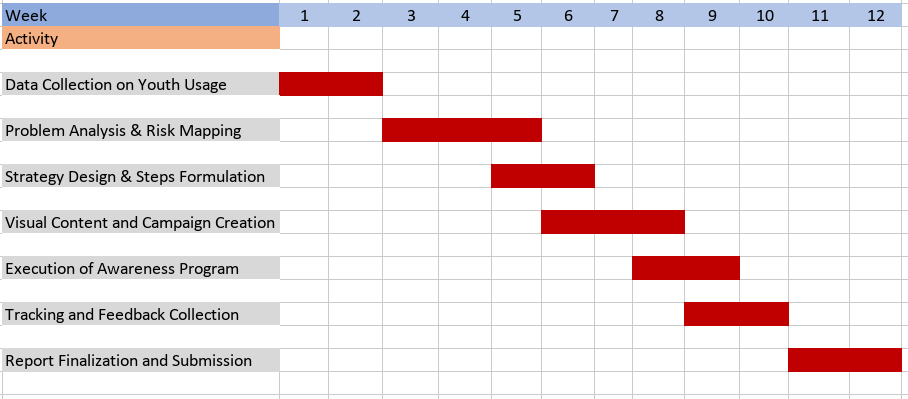 Week 1 2 3 4 5 6 7 8 9 10 11 12
Activity
Data Collection on Youth Usage
Problem Analysis & Risk Mapping
Strategy Design & Steps Formulation
Visual Content and Campaign Creation
Execution of Awareness Program
Tracking and Feedback Collection
Report Finalization and Submission